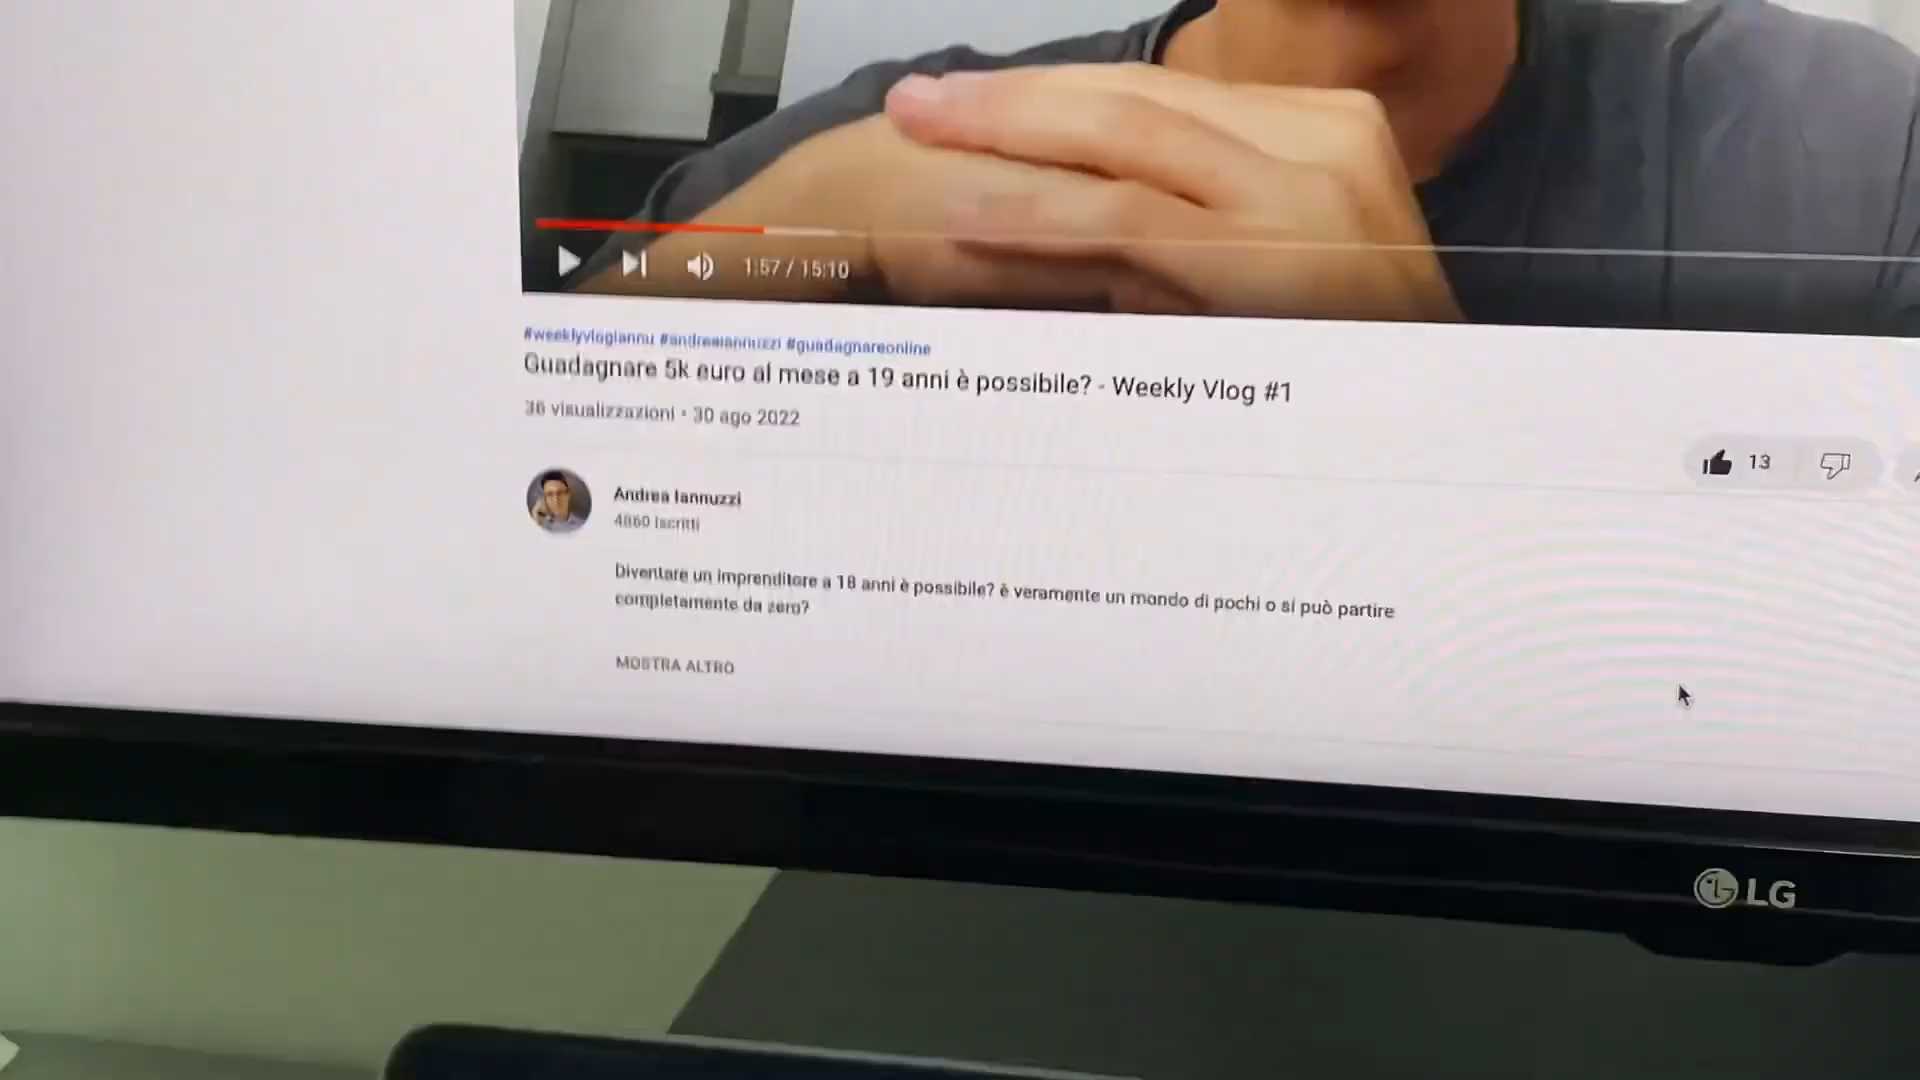 1:57 / 15:10
#weeklyvlogiannu #andreaiannuzzi #guadagnareonline
Guadagnare 5k euro al mese a 19 anni è possibile? - Weekly Vlog #1
36 visualizzazioni • 30 ago 2022
13
Andrea Iannuzzi
4860 iscritti
Diventare un imprenditore a 18 anni è possibile? è veramente un mondo di pochi o si può partire
completamente da zero?
MOSTRA ALTRO
LG